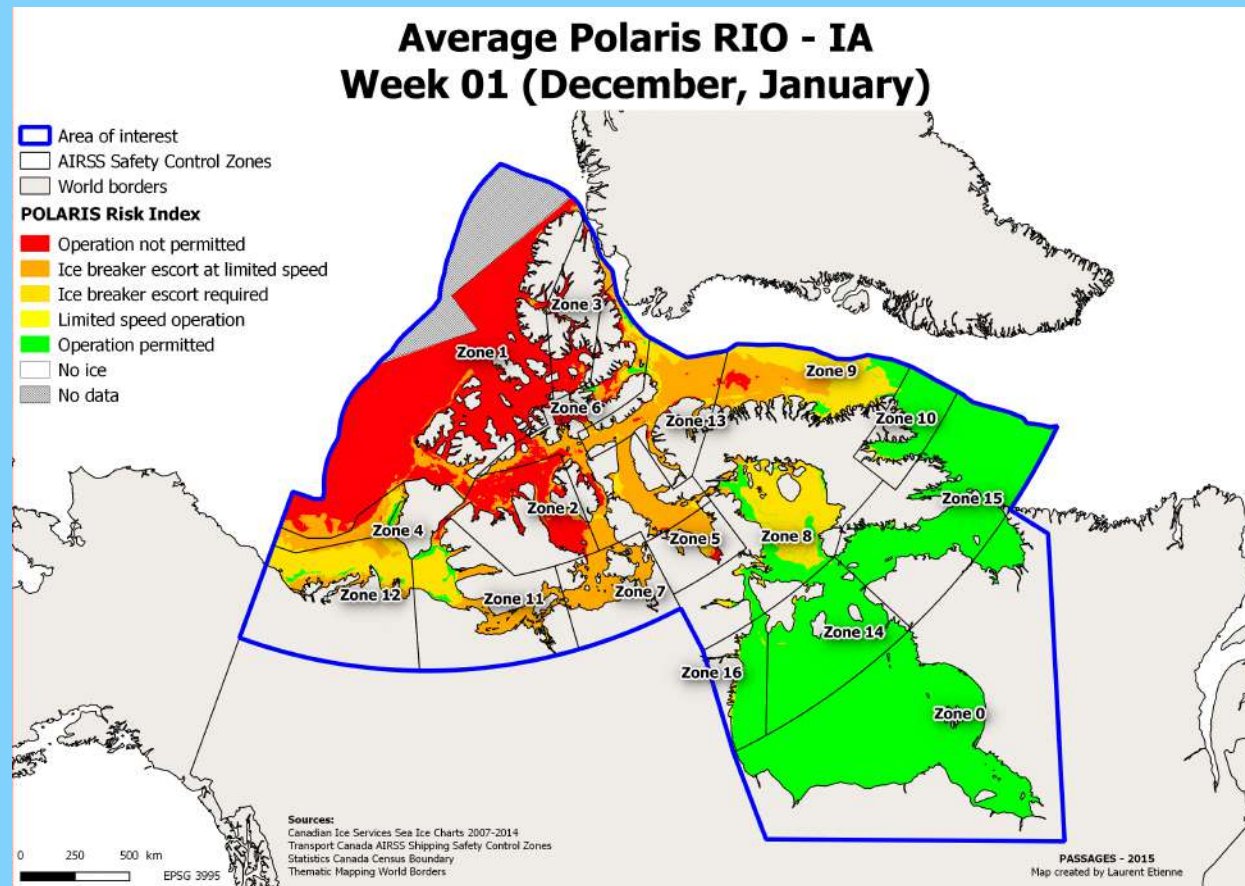 Average Polaris RIO - IA
Week 01 (December, January)
Area of interest
AIRSS Safety Control Zones
World borders
POLARIS Risk Index
Operation not permitted
Ice breaker escort at limited speed
Ice breaker escort required
Limited speed operation
Operation permitted
No ice
No data
Zone 3
Zone 1
Zone 9
Zone 6
Zone 13
Zone 10
Zone 15
Zone 2
Zone 4
Zone 5
Zone 8
Zone 12
Zone 11
Zone 7
Zone 14
Zone 16
Zone 0
Sources:
Canadian Ice Services Sea Ice Charts 2007-2014
Transport Canada AIRSS Shipping Safety Control Zones
Statistics Canada Census Boundary
Thematic Mapping World Borders
0 250 500 km
EPSG 3995
PASSAGES - 2015
Map created by Laurent Etienne